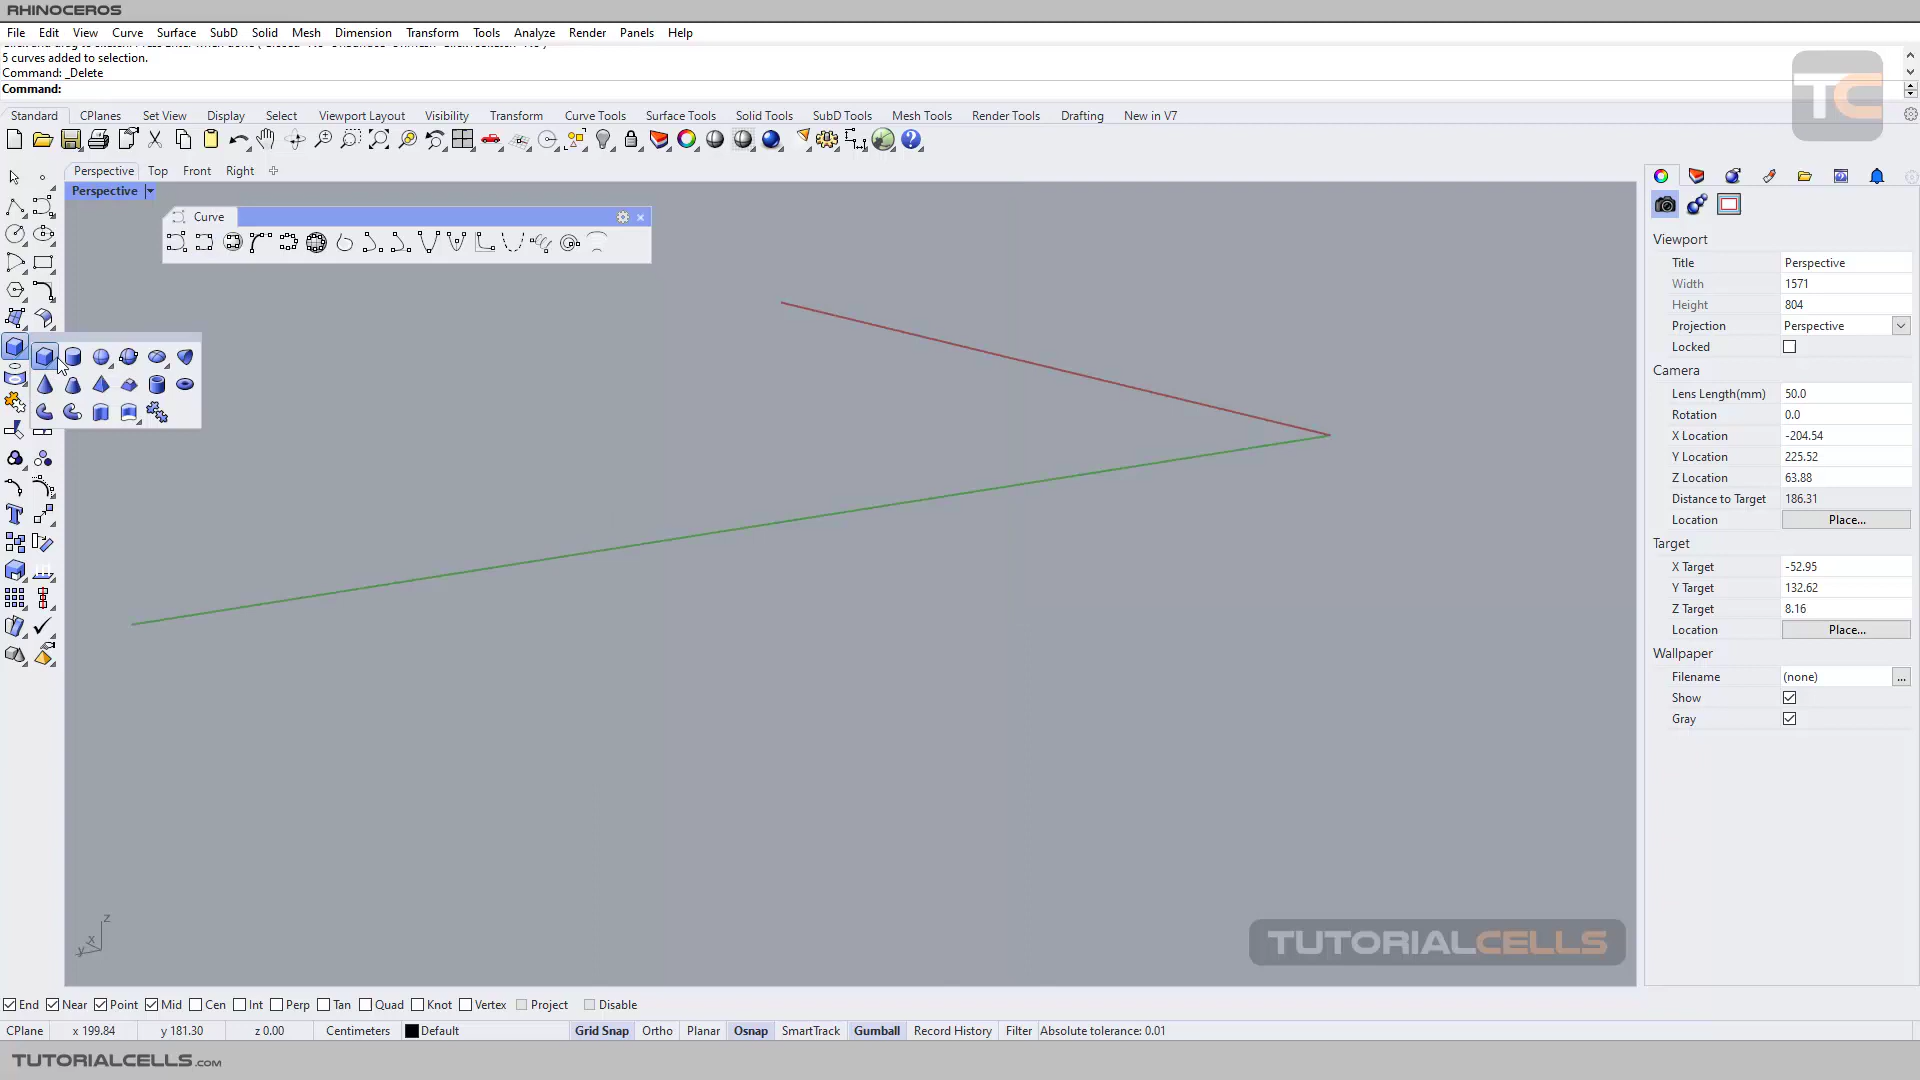 RHINOCEROS
File Edit View Curve Surface SubD Solid Mesh Dimension Transform Tools Analyze Render Panels Help
5 curves added to selection.
Command: _Delete
Command:
TC
Standard CPlanes Set View Display Select Viewport Layout Visibility Transform Curve Tools Surface Tools Solid Tools SubD Tools Mesh Tools Render Tools Drafting New in V7
Perspective Top Front Right
Perspective
Curve
Viewport
Title Perspective
Width 1571
Height 804
Projection Perspective
Locked
Camera
Lens Length(mm) 50.0
Rotation 0.0
X Location -204.54
Y Location 225.52
Z Location 63.88
Distance to Target 186.31
Location Place...
Target
X Target -52.95
Y Target 132.62
Z Target 8.16
Location Place...
Wallpaper
Filename (none) ...
Show
Gray
z
x
y
TUTORIALCELLS
End Near Point Mid Cen Int Perp Tan Quad Knot Vertex Project Disable
CPlane x 199.84 y 181.30 z 0.00 Centimeters Default Grid Snap Ortho Planar Osnap SmartTrack Gumball Record History Filter Absolute tolerance: 0.01
TUTORIALCELLS.COM